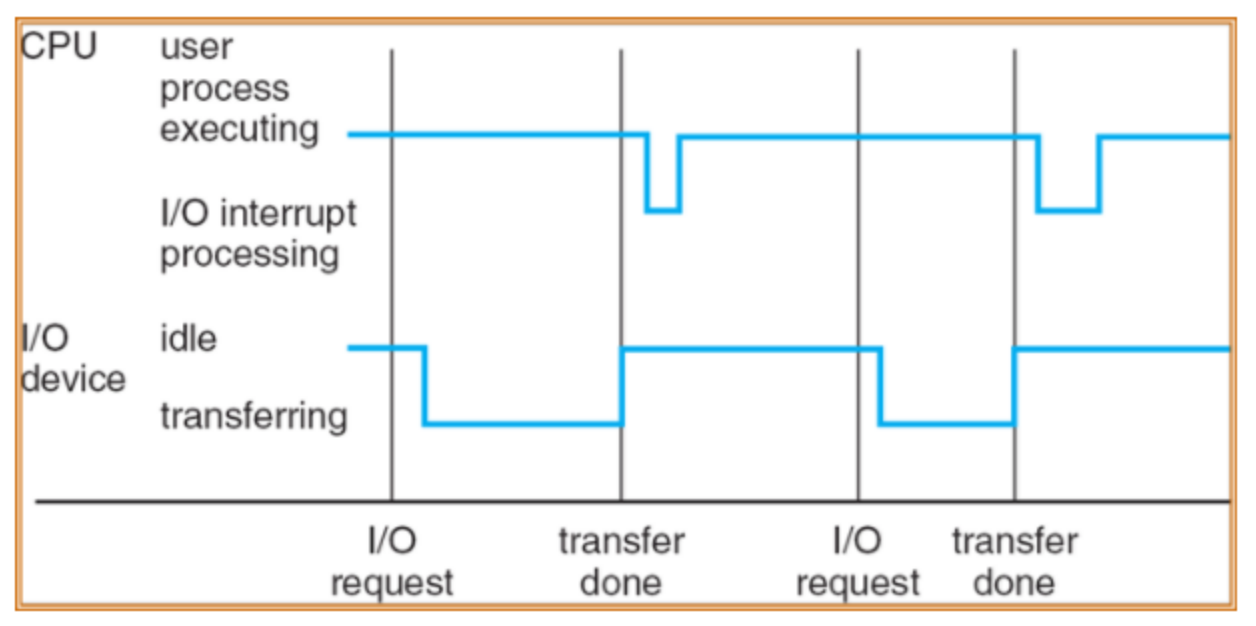 CPU
user
process
executing
I/O interrupt
processing
I/O
device
idle
transferring
I/O
request
transfer
done
I/O
request
transfer
done